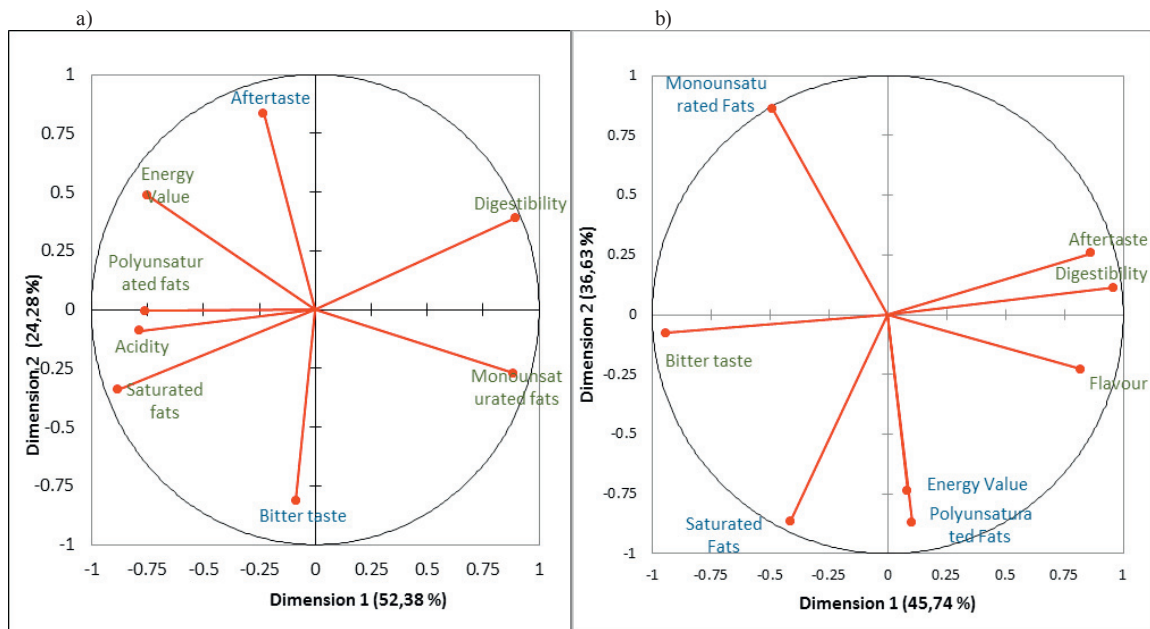 a)
b)
1
0.75
0.5
0.25
0
-0.25
-0.5
-0.75
-1
-1
-0.75
-0.5
-0.25
0
0.25
0.5
0.75
1
Dimension 2 (24,28%)
Dimension 1 (52,38 %)
Aftertaste
Energy
Value
Digestibility
Polyunsatur
ated fats
Acidity
Saturated
fats
Monounsat
urated fats
Bitter taste
1
0.75
0.5
0.25
0
-0.25
-0.5
-0.75
-1
-1
-0.75
-0.5
-0.25
0
0.25
0.5
0.75
1
Dimension 2 (36,63 %)
Dimension 1 (45,74 %)
Monounsatu
rated Fats
Aftertaste
Digestibility
Bitter taste
Flavour
Energy Value
Saturated
Fats
Polyunsatura
ted Fats